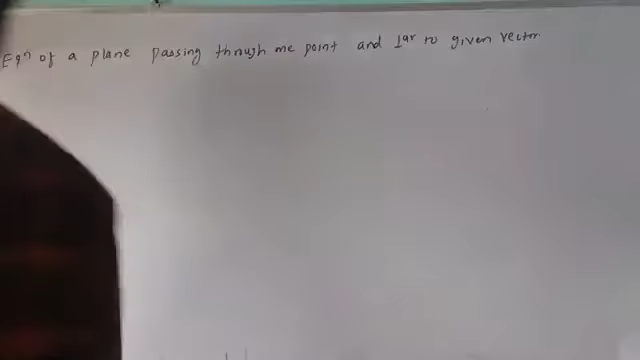 Eqn of a plane passing through one point and ⊥ar to given vector